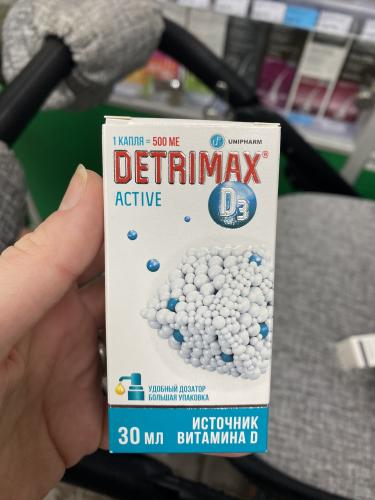 1 КАПЛЯ = 500 МЕ
UNIPHARM
DETRIMAX®
ACTIVE
D3
УДОБНЫЙ ДОЗАТОР
БОЛЬШАЯ УПАКОВКА
30 МЛ
ИСТОЧНИК
ВИТАМИНА D